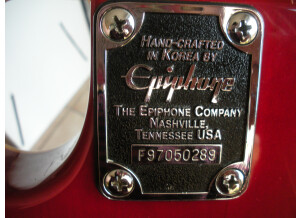 HAND-CRAFTED
IN KOREA BY
Epiphone
THE EPIPHONE COMPANY
NASHVILLE,
TENNESSEE USA
F97050289